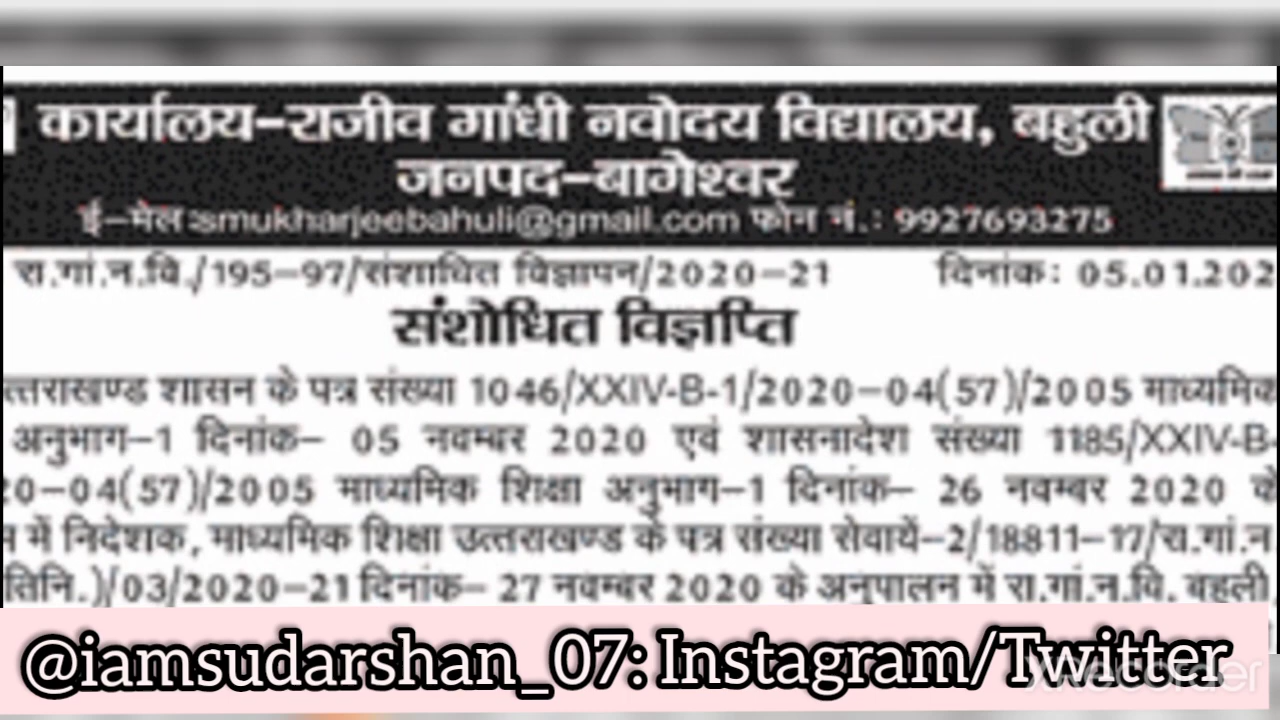 कार्यालय–राजीव गांधी नवोदय विद्यालय, बहुली
जनपद–बागेश्वर
ई–मेल:smukharjeebahuli@gmail.com फोन नं.: 9927693275
रा.गां.न.वि./195–97/संशाधित विज्ञापन/2020–21 दिनांक: 05.01.202
संशोधित विज्ञप्ति
त्तराखण्ड शासन के पत्र संख्या 1046/XXIV-B-1/2020–04(57)/2005 माध्यमिक
अनुभाग–1 दिनांक– 05 नवम्बर 2020 एवं शासनादेश संख्या 1185/XXIV-B-
20–04(57)/2005 माध्यमिक शिक्षा अनुभाग–1 दिनांक– 26 नवम्बर 2020 के
में निदेशक, माध्यमिक शिक्षा उत्तराखण्ड के पत्र संख्या सेवायें–2/18811–17/रा.गां.न
तिनि.)/03/2020–21 दिनांक– 27 नवम्बर 2020 के अनुपालन में रा.गां.न.वि. बहुली
@iamsudarshan_07: Instagram/Twitter
XRecorder